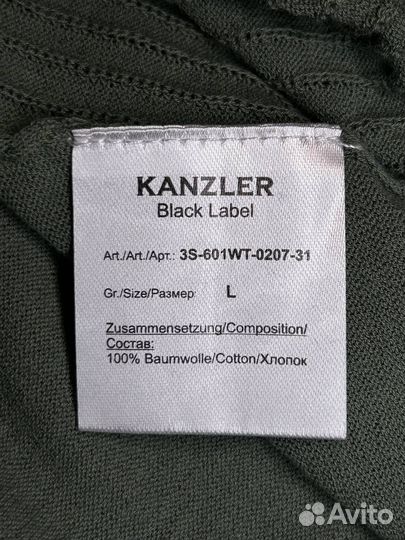 KANZLER
Black Label
Art./Art./Арт.: 3S-601WT-0207-31
Gr./Size/Размер: L
Zusammensetzung/Composition/
Состав:
100% Baumwolle/Cotton/Хлопок
Avito